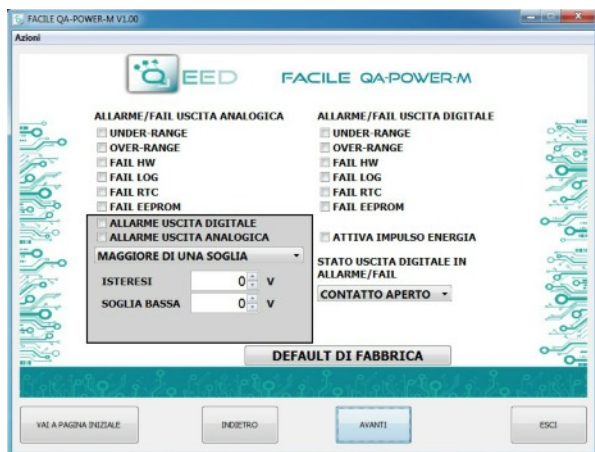 FACILE QA-POWER-M V1.00
Azioni
QEED
FACILE QA-POWER-M
ALLARME/FAIL USCITA ANALOGICA
UNDER-RANGE
OVER-RANGE
FAIL HW
FAIL LOG
FAIL RTC
FAIL EEPROM
ALLARME USCITA DIGITALE
ALLARME USCITA ANALOGICA
MAGGIORE DI UNA SOGLIA
ISTERESI 0 V
SOGLIA BASSA 0 V
ALLARME/FAIL USCITA DIGITALE
UNDER-RANGE
OVER-RANGE
FAIL HW
FAIL LOG
FAIL RTC
FAIL EEPROM
ATTIVA IMPULSO ENERGIA
STATO USCITA DIGITALE IN
ALLARME/FAIL
CONTATTO APERTO
DEFAULT DI FABBRICA
VAI A PAGINA INIZIALE
INDIETRO
AVANTI
ESCI